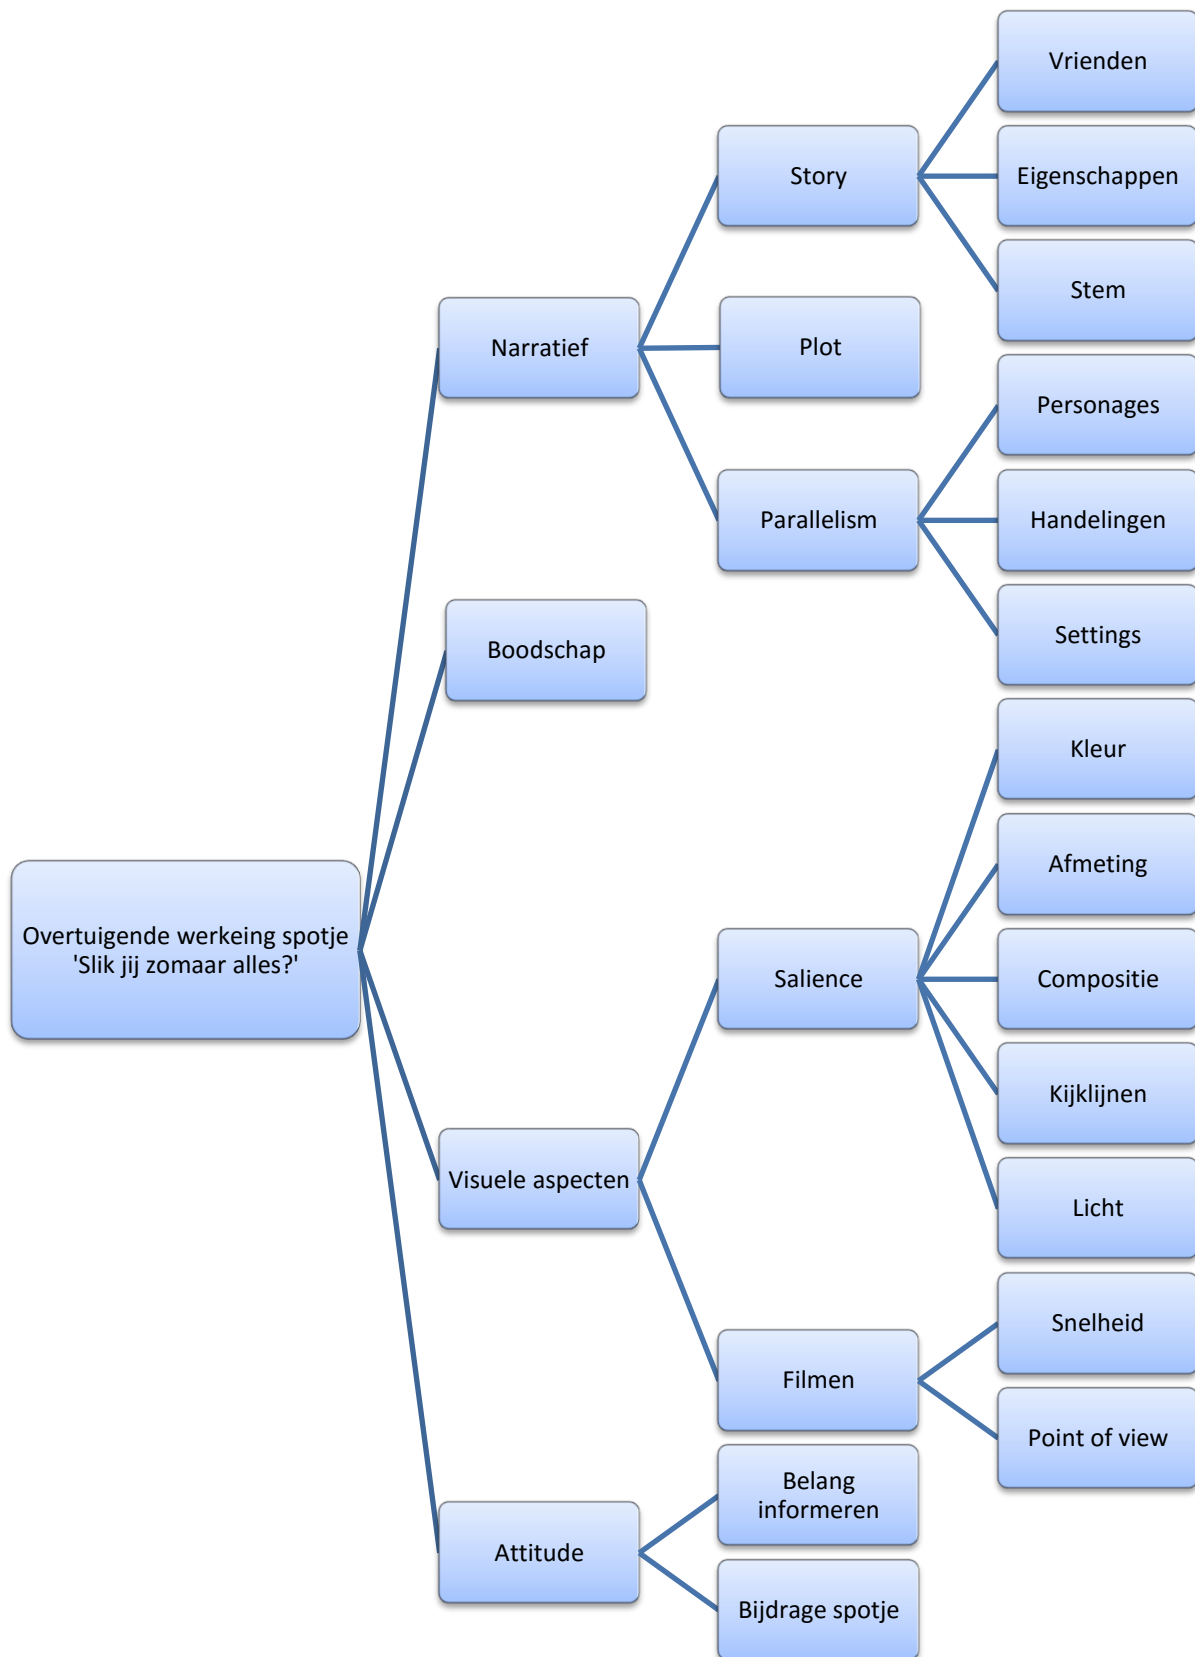 Overtuigende werkeing spotje
'Slik jij zomaar alles?'
Narratief
Story
Vrienden
Eigenschappen
Stem
Plot
Parallelism
Personages
Handelingen
Settings
Boodschap
Visuele aspecten
Salience
Kleur
Afmeting
Compositie
Kijklijnen
Licht
Filmen
Snelheid
Point of view
Attitude
Belang
informeren
Bijdrage spotje